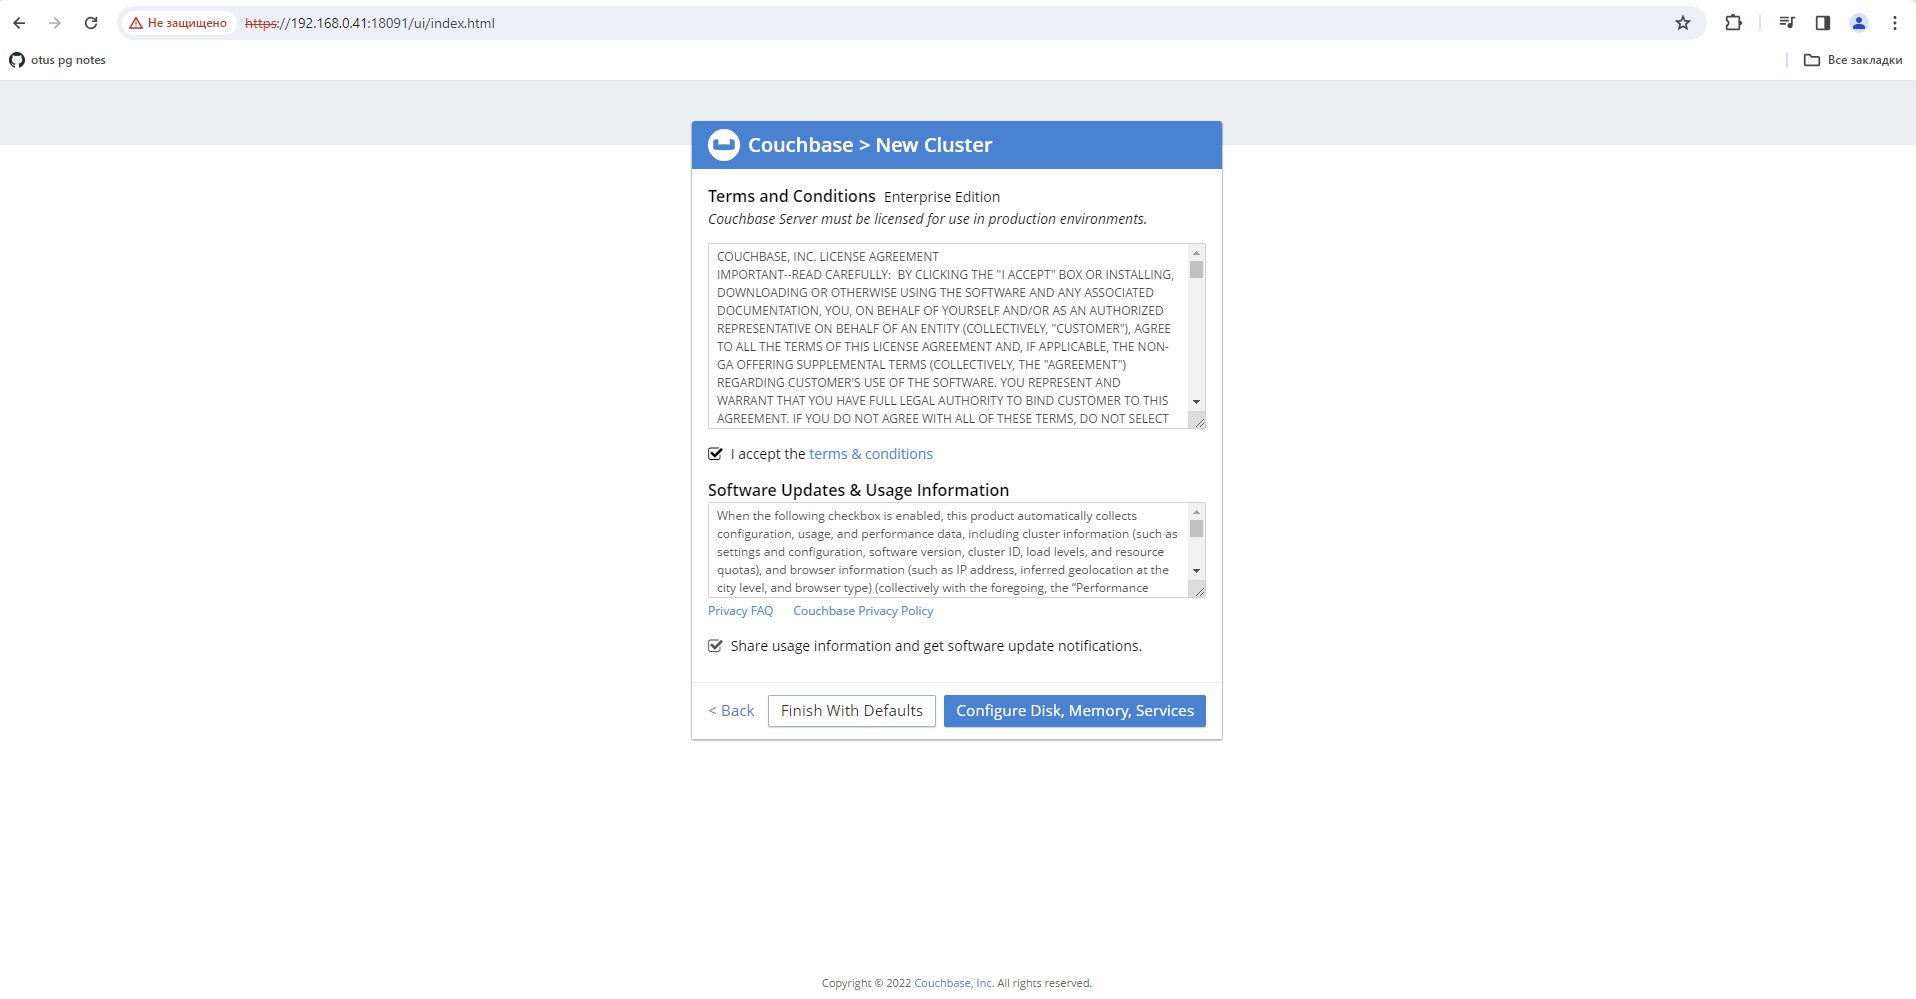 Не защищено https://192.168.0.41:18091/ui/index.html
otus pg notes Все закладки
Couchbase > New Cluster
Terms and Conditions Enterprise Edition
Couchbase Server must be licensed for use in production environments.
COUCHBASE, INC. LICENSE AGREEMENT
IMPORTANT--READ CAREFULLY:  BY CLICKING THE "I ACCEPT" BOX OR INSTALLING,
DOWNLOADING OR OTHERWISE USING THE SOFTWARE AND ANY ASSOCIATED
DOCUMENTATION, YOU, ON BEHALF OF YOURSELF AND/OR AS AN AUTHORIZED
REPRESENTATIVE ON BEHALF OF AN ENTITY (COLLECTIVELY, "CUSTOMER"), AGREE
TO ALL THE TERMS OF THIS LICENSE AGREEMENT AND, IF APPLICABLE, THE NON-
GA OFFERING SUPPLEMENTAL TERMS (COLLECTIVELY, THE "AGREEMENT")
REGARDING CUSTOMER'S USE OF THE SOFTWARE. YOU REPRESENT AND
WARRANT THAT YOU HAVE FULL LEGAL AUTHORITY TO BIND CUSTOMER TO THIS
AGREEMENT. IF YOU DO NOT AGREE WITH ALL OF THESE TERMS, DO NOT SELECT
I accept the terms & conditions
Software Updates & Usage Information
When the following checkbox is enabled, this product automatically collects
configuration, usage, and performance data, including cluster information (such as
settings and configuration, software version, cluster ID, load levels, and resource
quotas), and browser information (such as IP address, inferred geolocation at the
city level, and browser type) (collectively with the foregoing, the “Performance
Privacy FAQ Couchbase Privacy Policy
Share usage information and get software update notifications.
< Back Finish With Defaults Configure Disk, Memory, Services
Copyright © 2022 Couchbase, Inc. All rights reserved.